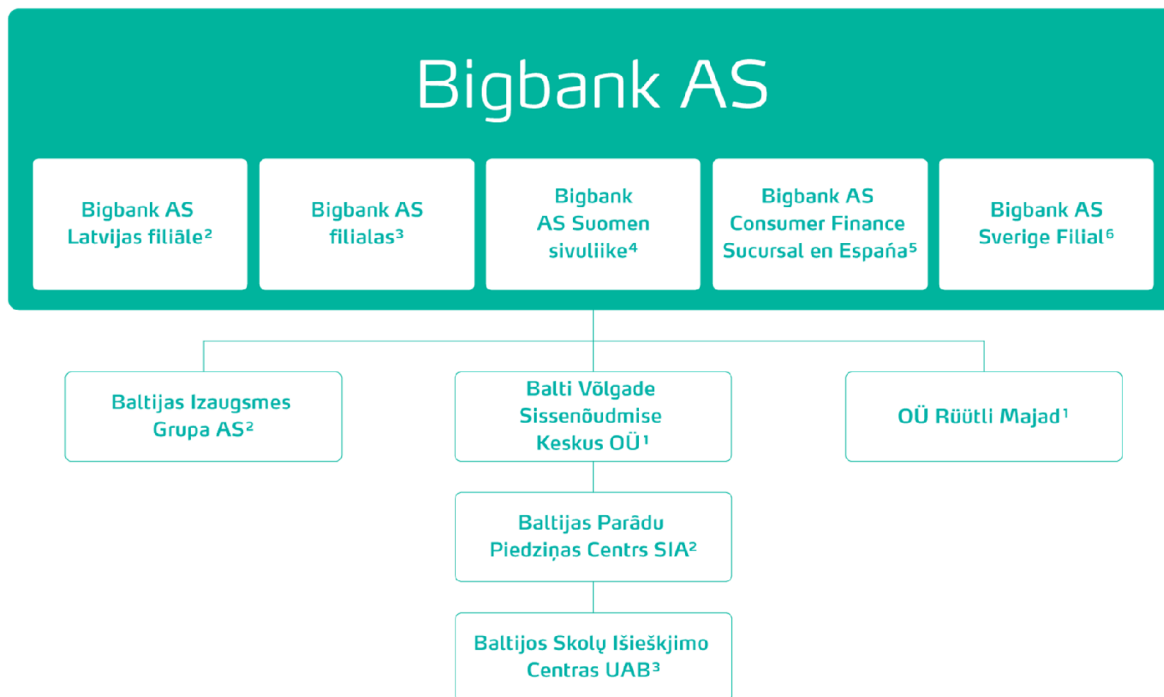 Bigbank AS
Bigbank AS
Latvijas filiāle²
Bigbank AS
filialas³
Bigbank
AS Suomen
sivuliike⁴
Bigbank AS
Consumer Finance
Sucursal en Espańa⁵
Bigbank AS
Sverige Filial⁶
Baltijas Izaugsmes
Grupa AS²
Balti Võlgade
Sissenõudmise
Keskus OÜ¹
OÜ Rüütli Majad¹
Baltijas Parādu
Piedziņas Centrs SIA²
Baltijos Skolų Išieškjimo
Centras UAB³